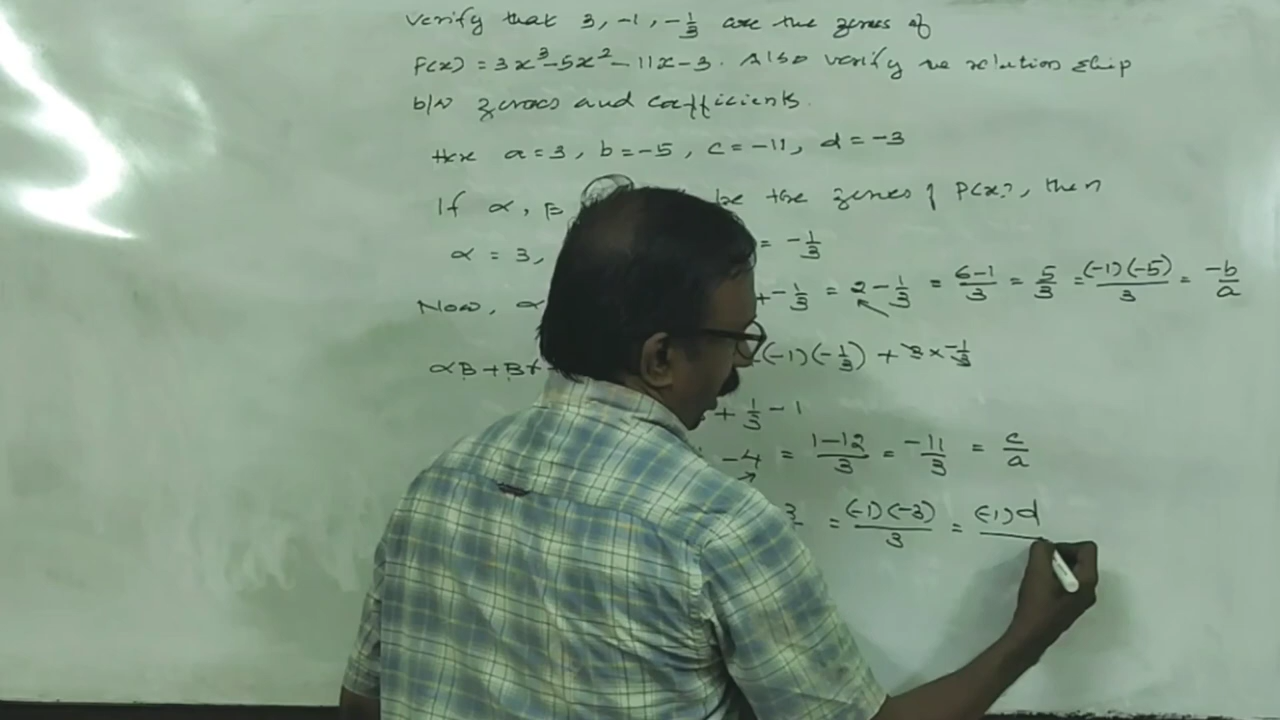 Verify that 3, -1, -1/3 are the zeroes of
P(x) = 3x³-5x²-11x-3. Also verify the relationship
b/w zeroes and coefficients.
Here a=3, b=-5, c=-11, d=-3
If α, β be the zeroes of P(x), then
α = 3, = -1/3
Now, α + -1/3 = 2 - 1/3 = 6-1/3 = 5/3 = (-1)(-5)/3 = -b/a
αβ+βγ (-1)(-1/3) + 3 × -1/3
+ 1/3 - 1
-4 = 1-12/3 = -11/3 = c/a
3 = (-1)(-3)/3 = (-1)d